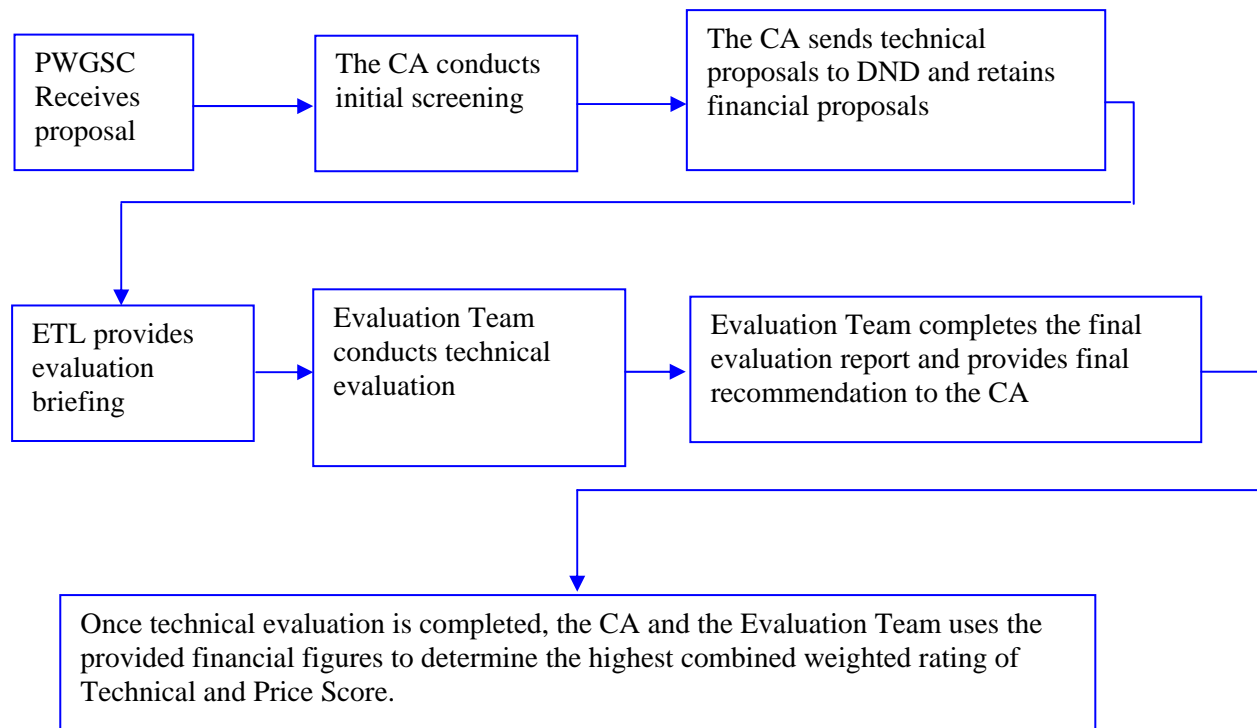 PWGSC
Receives
proposal
The CA conducts
initial screening
The CA sends technical
proposals to DND and retains
financial proposals
ETL provides
evaluation
briefing
Evaluation Team
conducts technical
evaluation
Evaluation Team completes the final
evaluation report and provides final
recommendation to the CA
Once technical evaluation is completed, the CA and the Evaluation Team uses the
provided financial figures to determine the highest combined weighted rating of
Technical and Price Score.